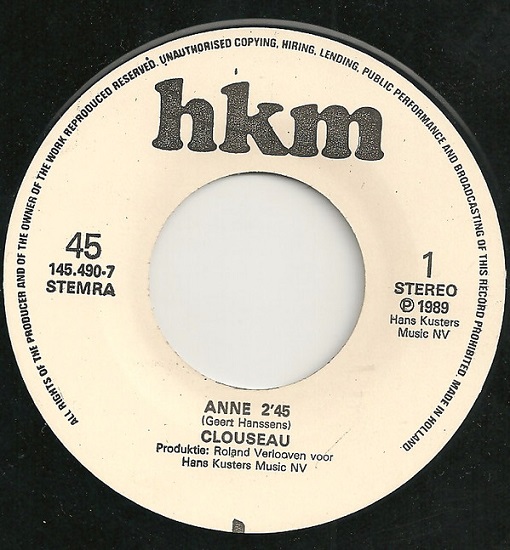 ALL RIGHTS OF THE PRODUCER AND OF THE OWNER OF THE WORK REPRODUCED RESERVED. UNAUTHORISED COPYING, HIRING, LENDING, PUBLIC PERFORMANCE AND BROADCASTING OF THIS RECORD PROHIBITED. MADE IN HOLLAND.
hkm
45
145.490-7
STEMRA
1
STEREO
℗ 1989
Hans Kusters
Music NV
ANNE 2'45
(Geert Hanssens)
CLOUSEAU
Produktie: Roland Verlooven voor
Hans Kusters Music NV